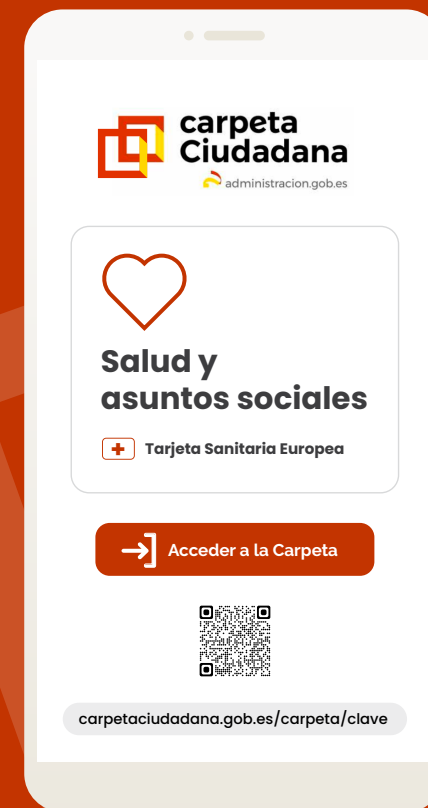 carpeta
Ciudadana
administracion.gob.es
Salud y
asuntos sociales
Tarjeta Sanitaria Europea
Acceder a la Carpeta
carpetaciudadana.gob.es/carpeta/clave